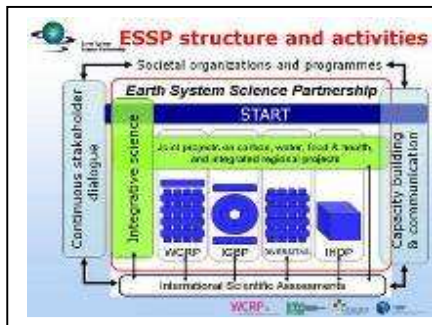 ESSP structure and activities
Societal organizations and programmes
Earth System Science Partnership
START
Continuous stakeholder
dialogue
Integrative science
Joint projects on carbon, water, food & health,
and integrated regional projects
Capacity building
& communication
WCRP
IGBP
DIVERSITAS
IHDP
International Scientific Assessments
WCRP